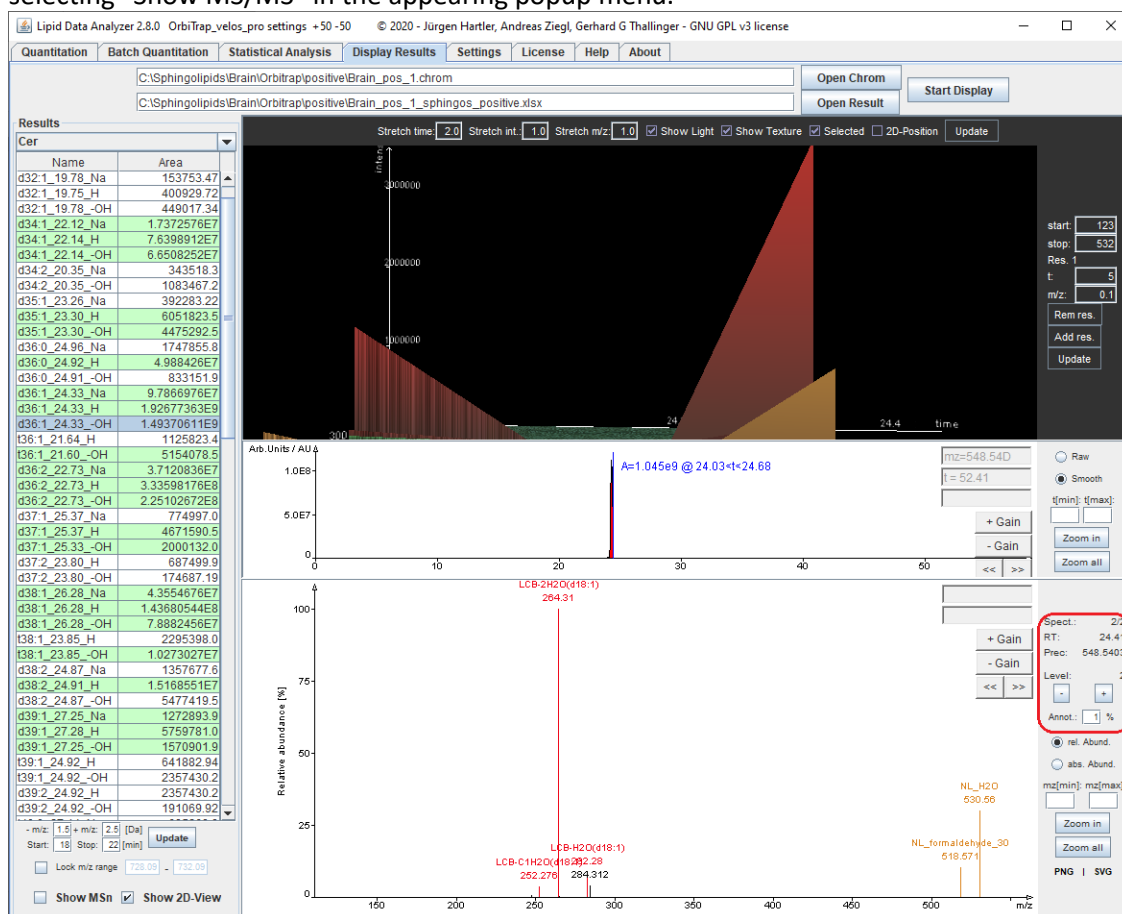 selecting "Show MS/MS" in the appearing popup menu.
Lipid Data Analyzer 2.8.0 OrbiTrap_velos_pro settings +50 -50 © 2020 - Jürgen Hartler, Andreas Ziegl, Gerhard G Thallinger - GNU GPL v3 license
Quantitation Batch Quantitation Statistical Analysis Display Results Settings License Help About
C:\Sphingolipids\Brain\Orbitrap\positive\Brain_pos_1.chrom Open Chrom
C:\Sphingolipids\Brain\Orbitrap\positive\Brain_pos_1_sphingos_positive.xlsx Open Result
Start Display
Results
Cer
Name Area
d32:1_19.78_Na 153753.47
d32:1_19.75_H 400929.72
d32:1_19.78_-OH 449017.34
d34:1_22.12_Na 1.7372576E7
d34:1_22.14_H 7.6398912E7
d34:1_22.14_-OH 6.6508252E7
d34:2_20.35_Na 343518.3
d34:2_20.35_-OH 1083467.2
d35:1_23.26_Na 392283.22
d35:1_23.30_H 6051823.5
d35:1_23.30_-OH 4475292.5
d36:0_24.96_Na 1747855.8
d36:0_24.92_H 4.988426E7
d36:0_24.91_-OH 833151.9
d36:1_24.33_Na 9.7866976E7
d36:1_24.33_H 1.92677363E9
d36:1_24.33_-OH 1.49370611E9
t36:1_21.64_H 1125823.4
t36:1_21.60_-OH 5154078.5
d36:2_22.73_Na 3.7120836E7
d36:2_22.73_H 3.33598176E8
d36:2_22.73_-OH 2.25102672E8
d37:1_25.37_Na 774997.0
d37:1_25.37_H 4671590.5
d37:1_25.33_-OH 2000132.0
d37:2_23.80_H 687499.9
d37:2_23.80_-OH 174687.19
d38:1_26.28_Na 4.3554676E7
d38:1_26.28_H 1.43680544E8
d38:1_26.28_-OH 7.8882456E7
t38:1_23.85_H 2295398.0
t38:1_23.85_-OH 1.0273027E7
d38:2_24.87_Na 1357677.6
d38:2_24.91_H 1.5168551E7
d38:2_24.87_-OH 5477419.5
d39:1_27.25_Na 1272893.9
d39:1_27.28_H 5759781.0
d39:1_27.25_-OH 1570901.9
t39:1_24.92_H 641882.94
t39:1_24.92_-OH 2357430.2
d39:2_24.92_H 2357430.2
d39:2_24.92_-OH 191069.92
- m/z: 1.5 + m/z: 2.5 [Da]
Start: 18 Stop: 22 [min]
Update
Lock m/z range 728.09 - 732.09
Show MSn Show 2D-View
Stretch time: 2.0 Stretch int.: 1.0 Stretch m/z: 1.0 Show Light Show Texture Selected 2D-Position Update
3000000
2000000
1000000
300
24.4 time
start: 123
stop: 532
Res. 1
t: 5
m/z: 0.1
Rem res.
Add res.
Update
Arb.Units / AU
1.0E8
5.0E7
0
A=1.045e9 @ 24.03<t<24.68
0 10 20 30 40 50
mz=548.54D
t = 52.41
+ Gain
- Gain
<< >>
Raw
Smooth
t[min]: t[max]:
Zoom in
Zoom all
Relative abundance [%]
100
75
50
25
0
LCB-2H2O(d18:1)
264.31
LCB-H2O(d18:1)
282.28
252.276
284.312
NL_H2O
530.56
NL_formaldehyde_30
518.571
150 200 250 300 350 400 450 500 m/z
+ Gain
- Gain
<< >>
Spect.: 2/2
RT: 24.41
Prec: 548.5403
Level: 2
- +
Annot.: 1 %
rel. Abund.
abs. Abund.
mz[min]: mz[max]
Zoom in
Zoom all
PNG | SVG